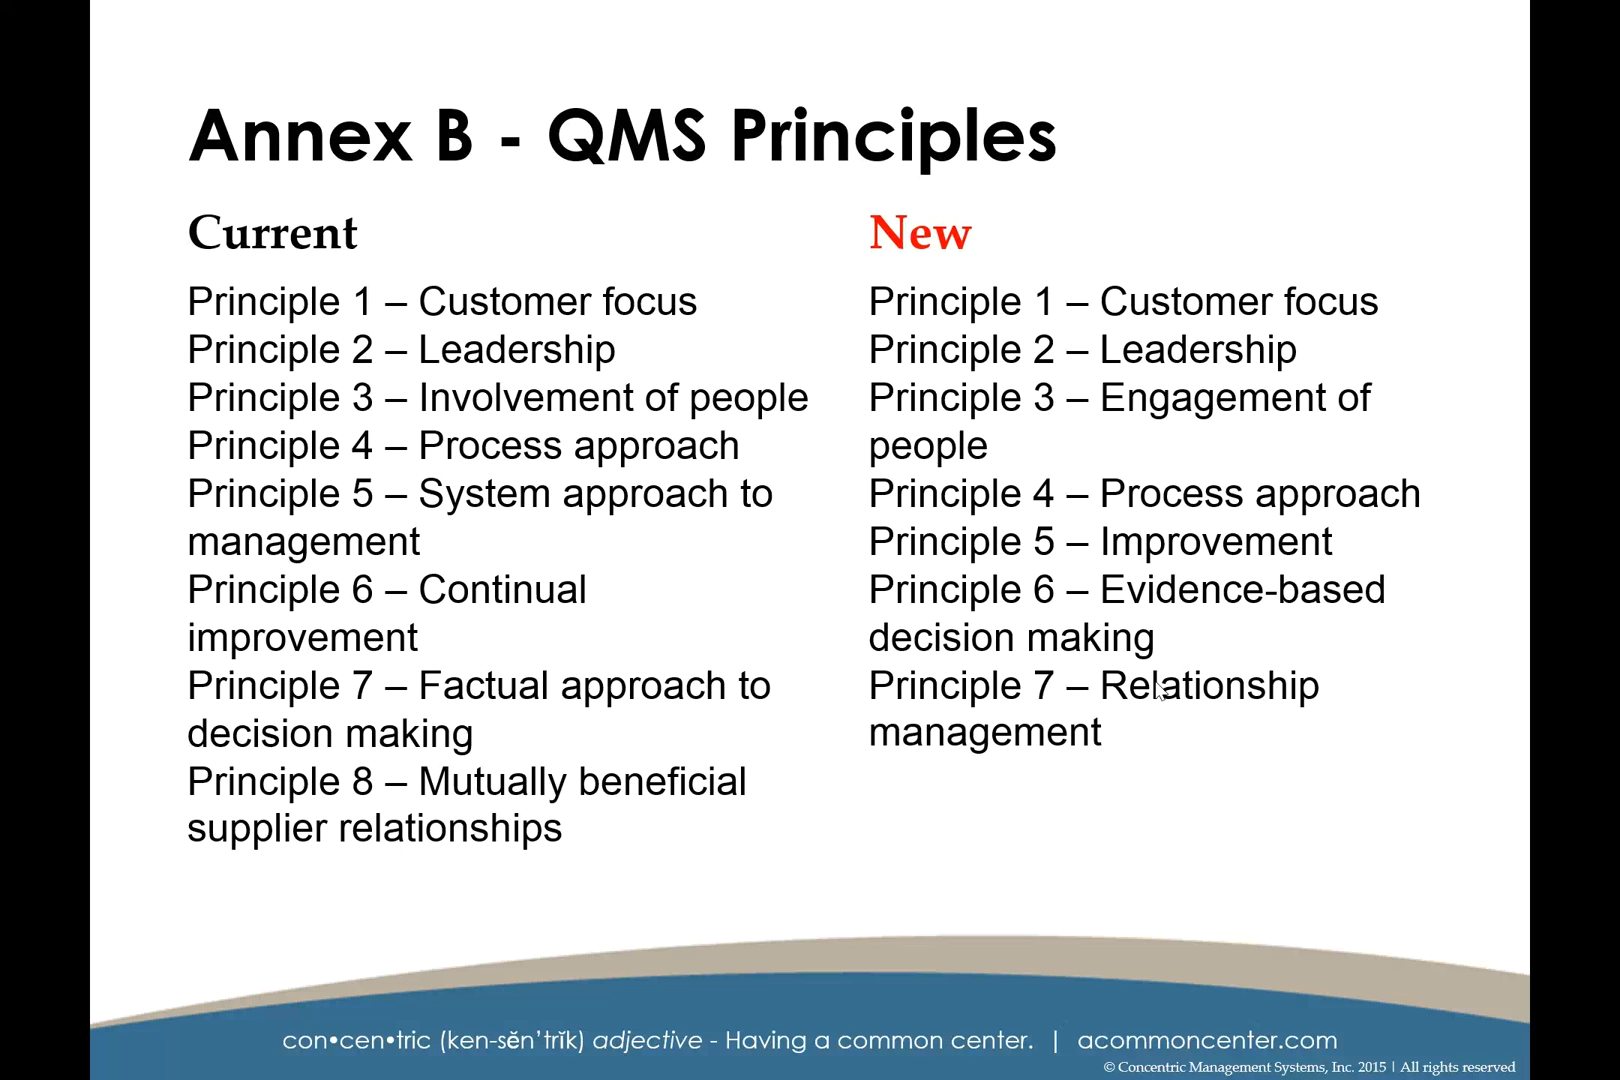 Annex B - QMS Principles
Current
Principle 1 – Customer focus
Principle 2 – Leadership
Principle 3 – Involvement of people
Principle 4 – Process approach
Principle 5 – System approach to
management
Principle 6 – Continual
improvement
Principle 7 – Factual approach to
decision making
Principle 8 – Mutually beneficial
supplier relationships
New
Principle 1 – Customer focus
Principle 2 – Leadership
Principle 3 – Engagement of
people
Principle 4 – Process approach
Principle 5 – Improvement
Principle 6 – Evidence-based
decision making
Principle 7 – Relationship
management
con•cen•tric (ken-sĕn’trĭk) adjective - Having a common center. | acommoncenter.com
© Concentric Management Systems, Inc. 2015 | All rights reserved